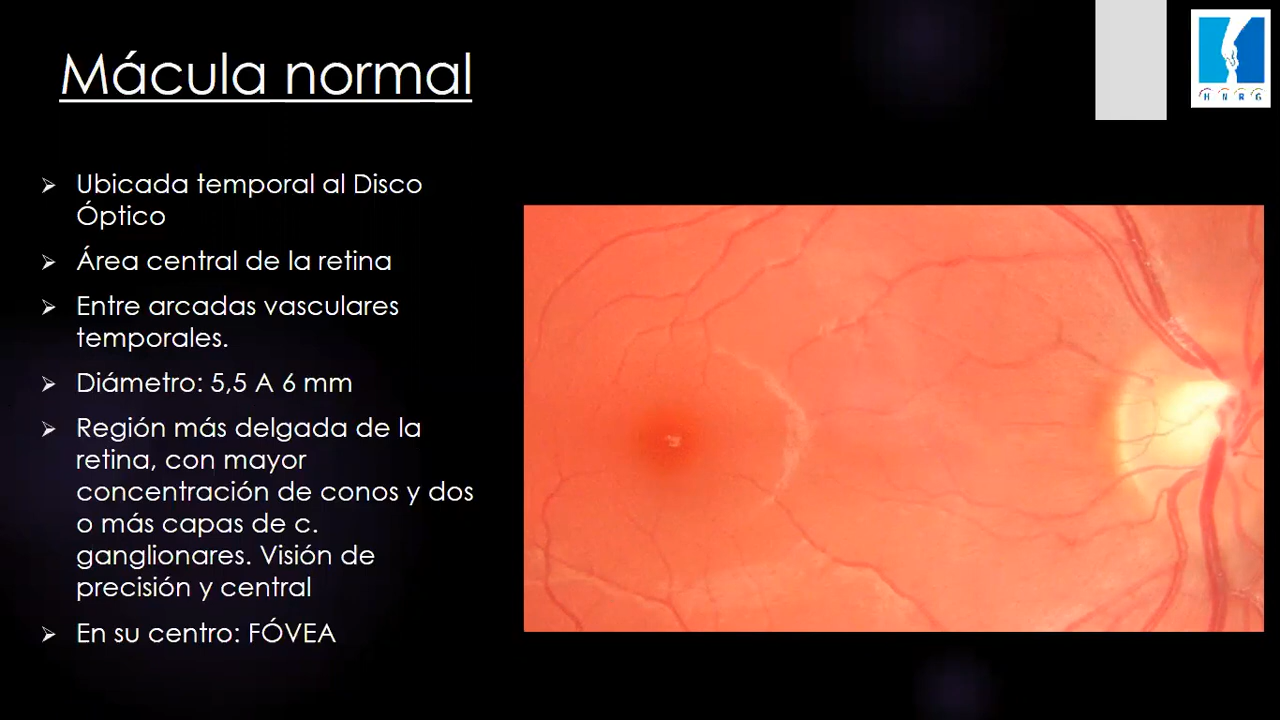 Mácula normal
H N R G
Ubicada temporal al Disco
Óptico
Área central de la retina
Entre arcadas vasculares
temporales.
Diámetro: 5,5 A 6 mm
Región más delgada de la
retina, con mayor
concentración de conos y dos
o más capas de c.
ganglionares. Visión de
precisión y central
En su centro: FÓVEA